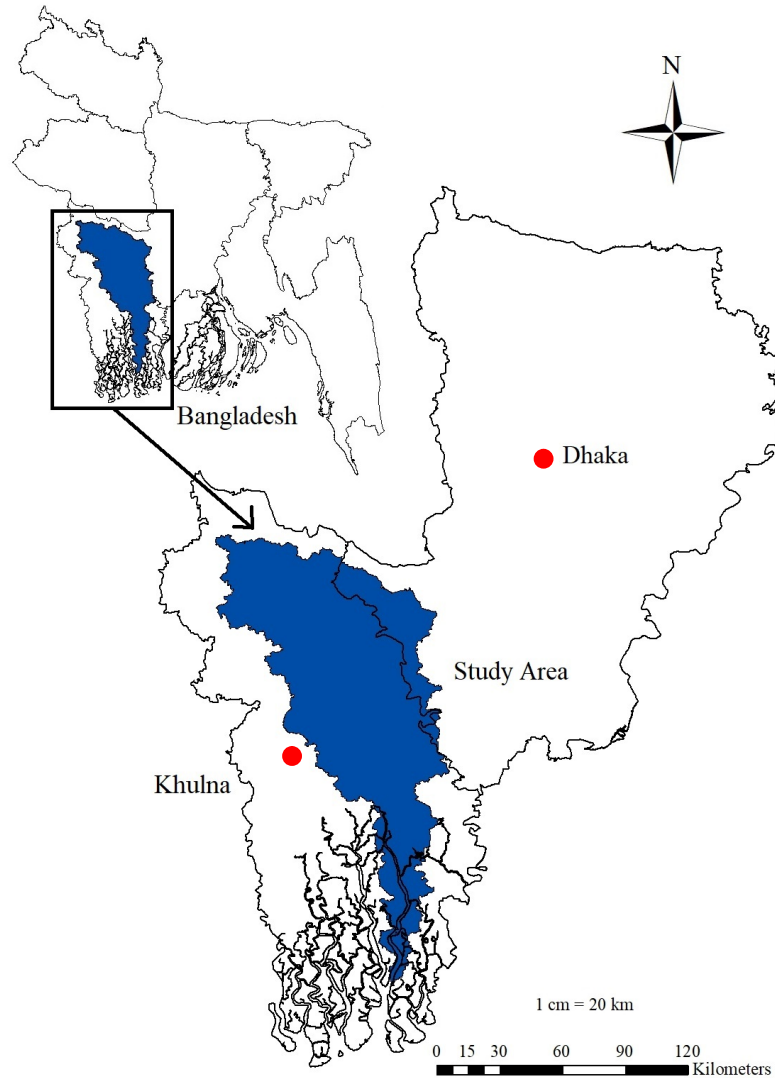 N
Bangladesh
Dhaka
Study Area
Khulna
1 cm = 20 km
0 15 30 60 90 120
Kilometers